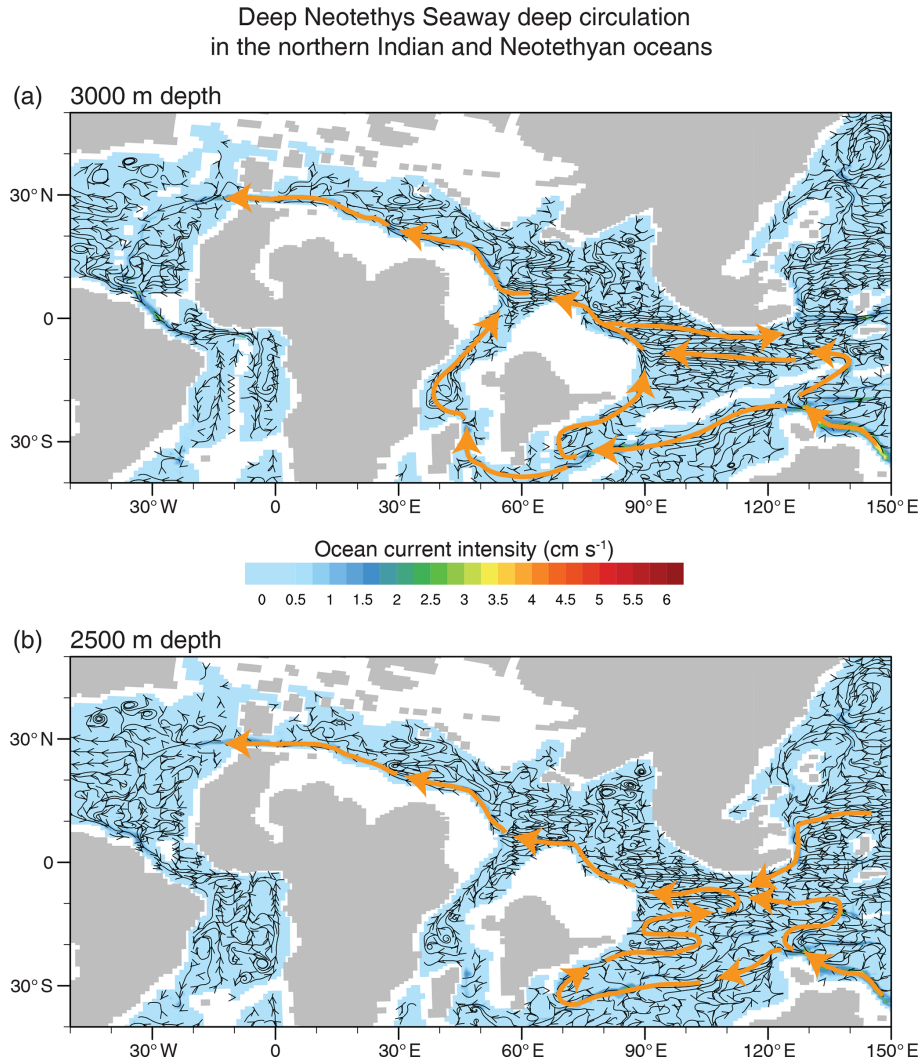 Deep Neotethys Seaway deep circulation
in the northern Indian and Neotethyan oceans
(a) 3000 m depth
30°N
0
30°S
30°W 0 30°E 60°E 90°E 120°E 150°E
Ocean current intensity (cm s⁻¹)
0 0.5 1 1.5 2 2.5 3 3.5 4 4.5 5 5.5 6
(b) 2500 m depth
30°N
0
30°S
30°W 0 30°E 60°E 90°E 120°E 150°E